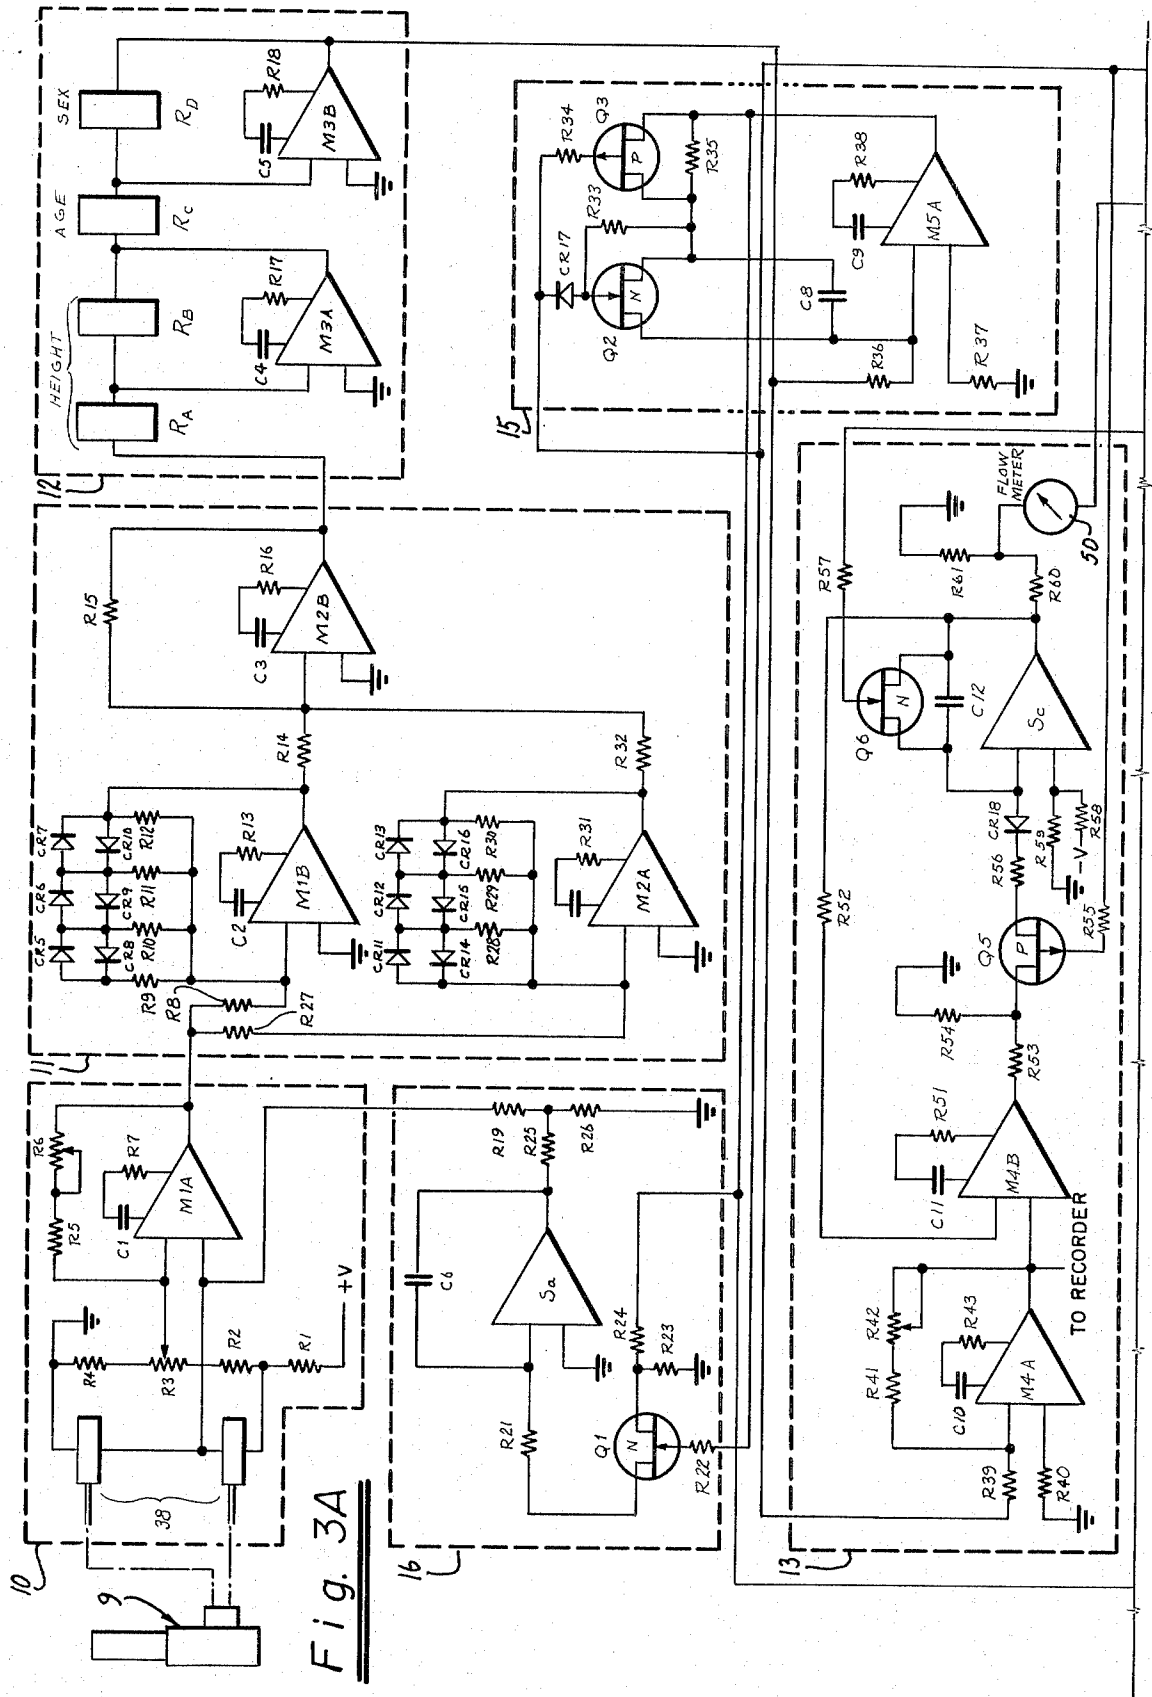 Fig. 3A
9
10
38
R4
R3
R2
R1
+V
R5
R6
C1
R7
M1A
11
R8
R27
R9
R10
R11
R12
CR5
CR6
CR7
CR8
CR9
CR10
C2
R13
M1B
R14
R15
C3
R16
M2B
CR11
CR12
CR13
CR14
CR15
CR16
R28
R29
R30
R31
M2A
R32
12
HEIGHT
AGE
SEX
RA
RB
RC
RD
C4
R17
M3A
C5
R18
M3B
16
R21
C6
Sa
R19
R25
R26
Q1
N
R22
R23
R24
15
Q2
N
CR17
R33
R34
Q3
P
R35
C8
R36
R37
C9
R38
M5A
13
R39
R40
R41
R42
C10
R43
M4A
TO RECORDER
C11
R51
M4B
R52
R53
R54
Q5
P
R55
R56
CR18
R59
-V
R58
Sc
C12
Q6
N
R57
R60
R61
FLOW
METER
50